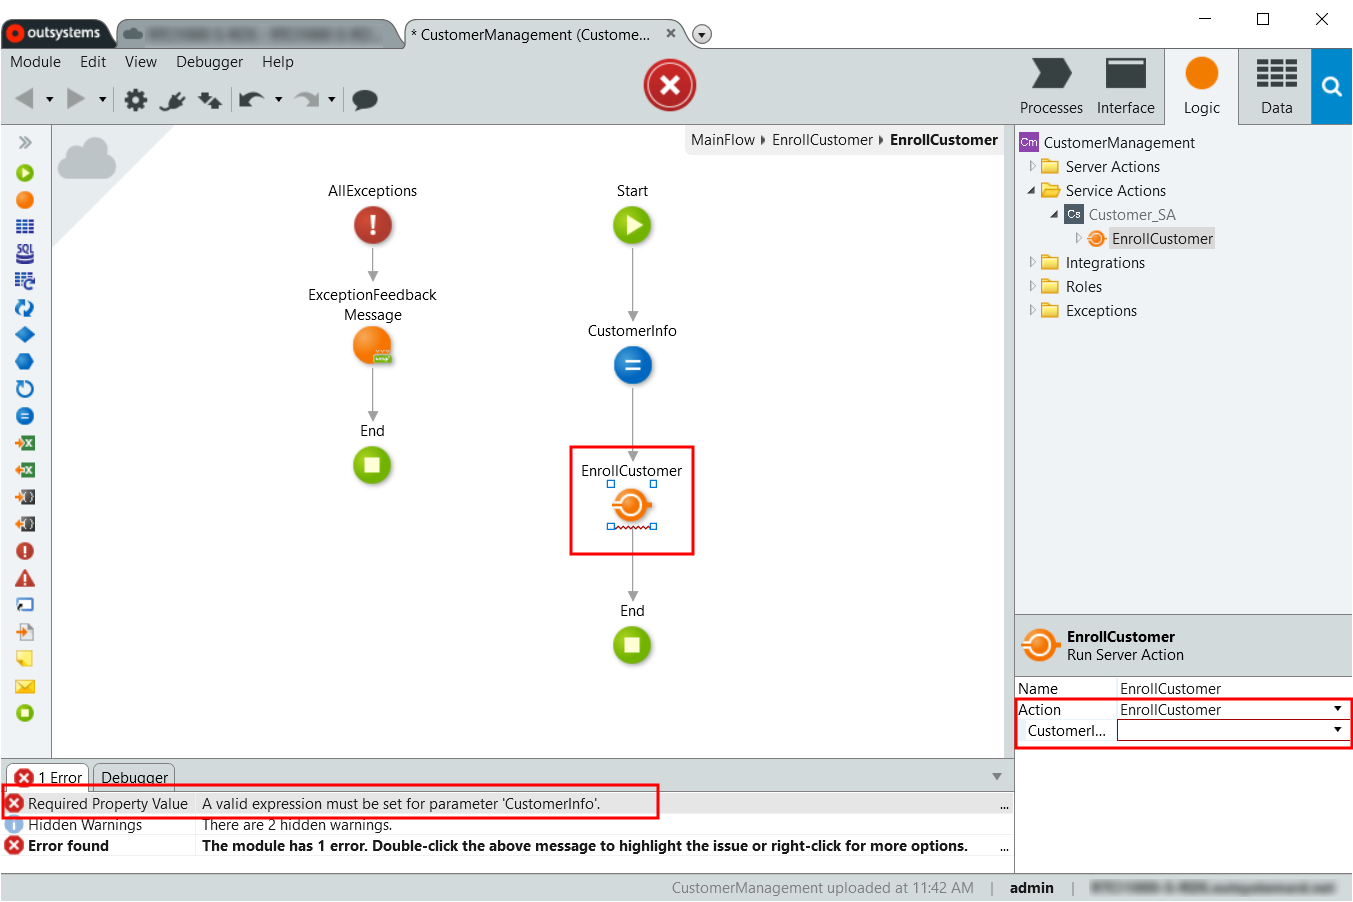 outsystems
* CustomerManagement (Custome...
Module Edit View Debugger Help
Processes Interface Logic Data
MainFlow EnrollCustomer EnrollCustomer
AllExceptions
Start
ExceptionFeedback
Message
CustomerInfo
End
EnrollCustomer
End
SQL
Cm CustomerManagement
Server Actions
Service Actions
Cs Customer_SA
EnrollCustomer
Integrations
Roles
Exceptions
EnrollCustomer
Run Server Action
Name EnrollCustomer
Action EnrollCustomer
CustomerI...
1 Error Debugger
Required Property Value A valid expression must be set for parameter 'CustomerInfo'. ...
Hidden Warnings There are 2 hidden warnings.
Error found The module has 1 error. Double-click the above message to highlight the issue or right-click for more options. ...
CustomerManagement uploaded at 11:42 AM | admin |